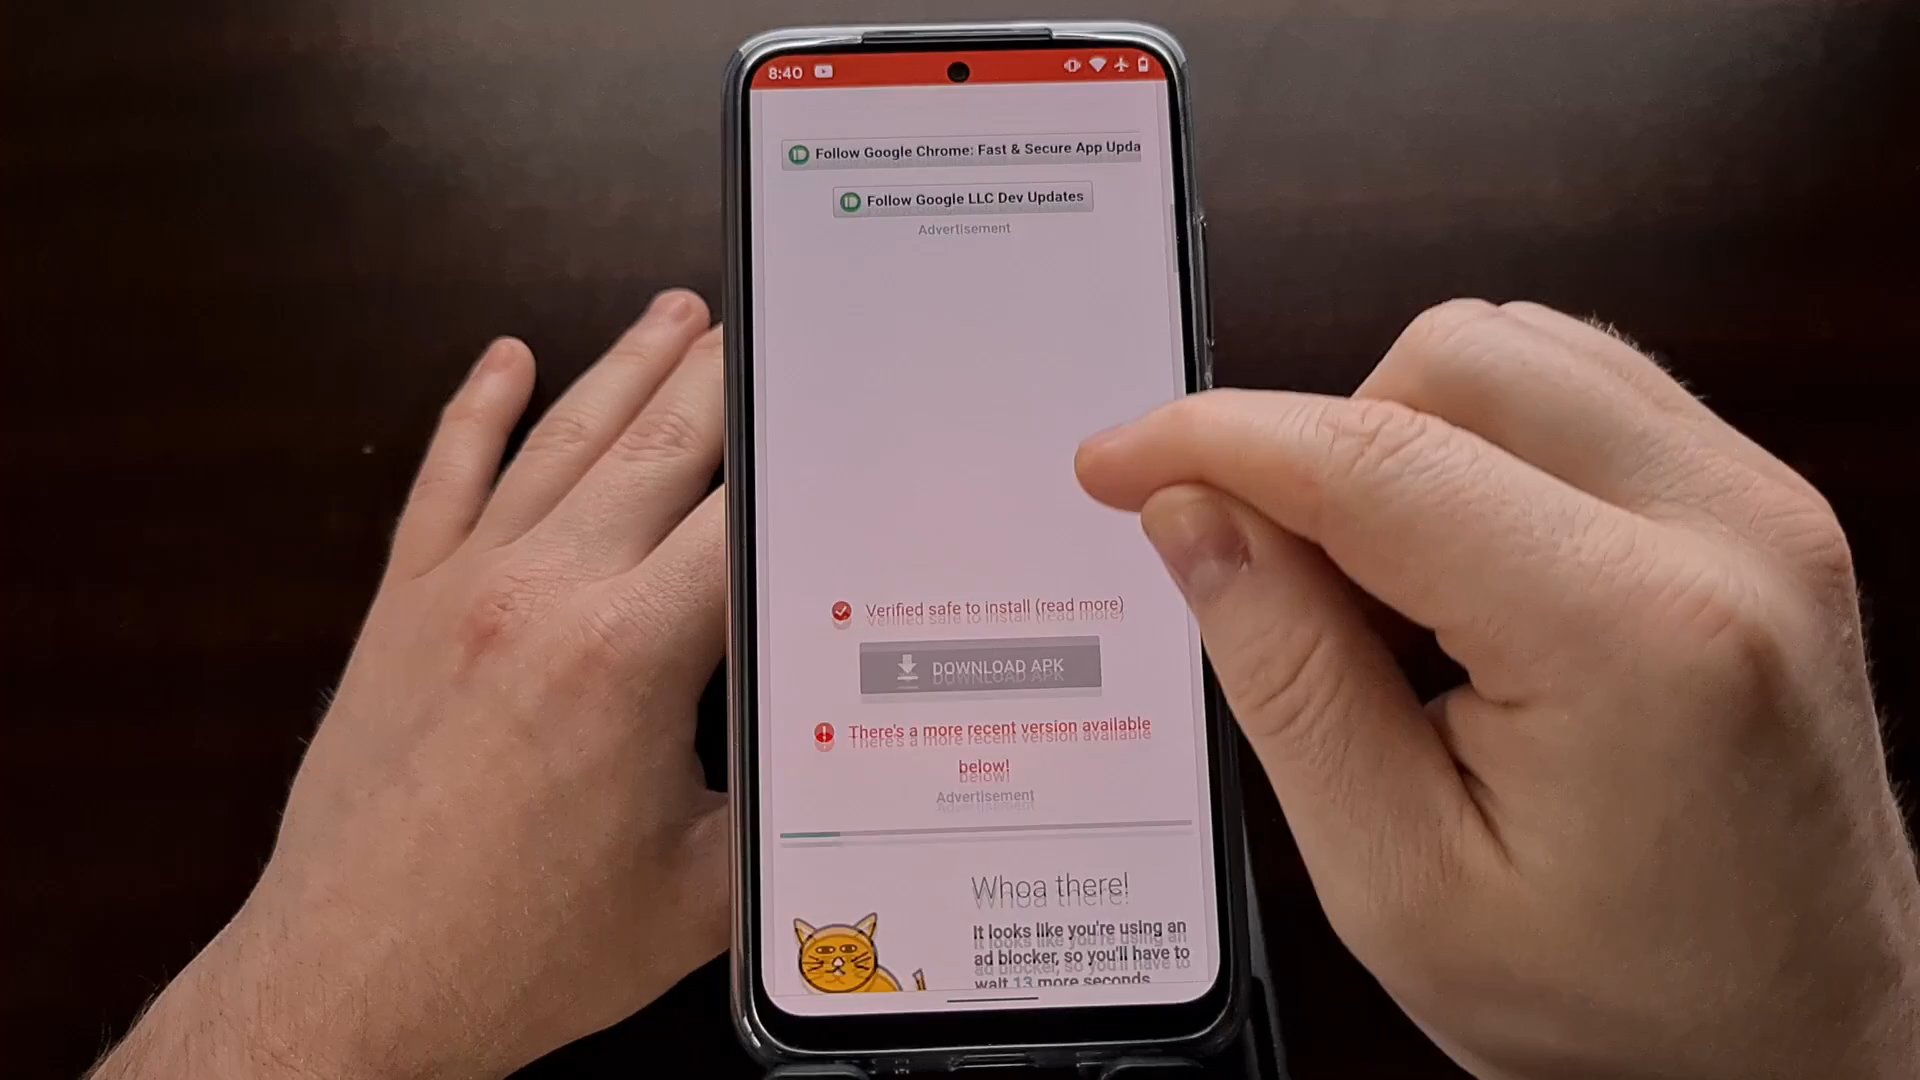 8:40
Follow Google Chrome: Fast & Secure App Upda
Follow Google LLC Dev Updates
Advertisement
Verified safe to install (read more)
DOWNLOAD APK
There's a more recent version available
below!
Advertisement
Whoa there!
It looks like you're using an
ad blocker, so you'll have to
wait 13 more seconds